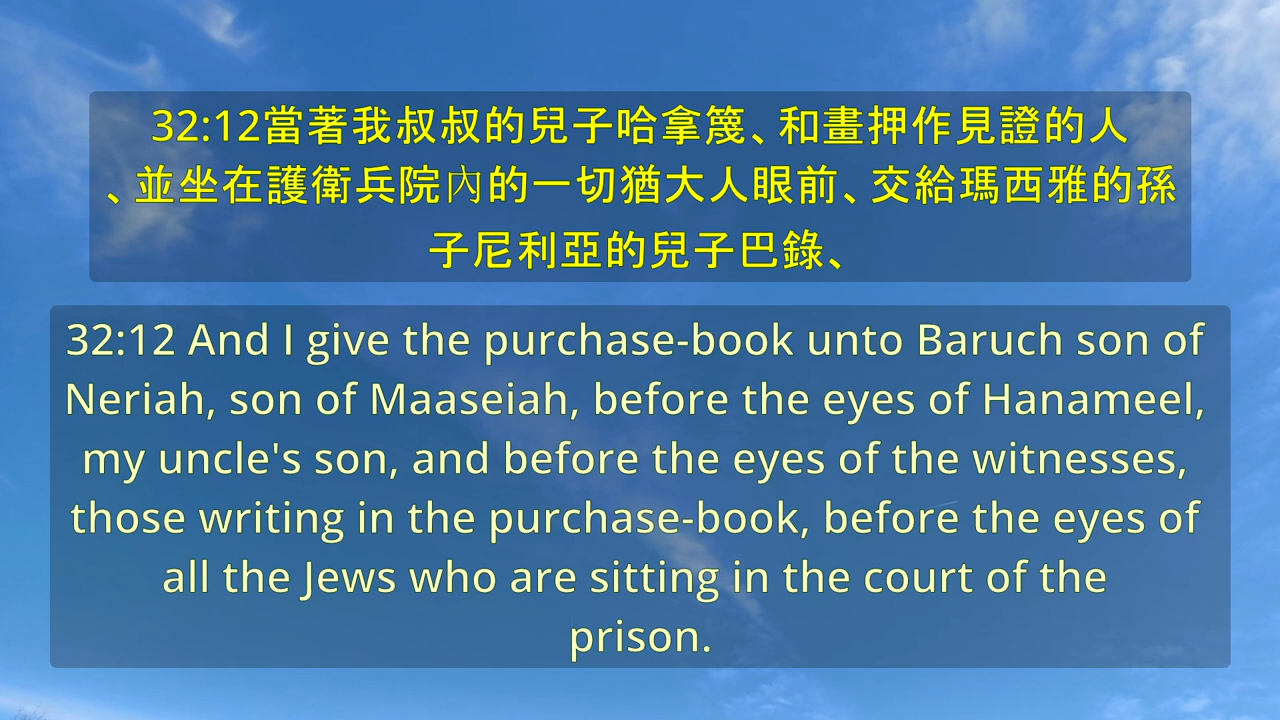 32:12當著我叔叔的兒子哈拿篾、和畫押作見證的人
、並坐在護衛兵院內的一切猶大人眼前、交給瑪西雅的孫
子尼利亞的兒子巴錄、
32:12 And I give the purchase-book unto Baruch son of
Neriah, son of Maaseiah, before the eyes of Hanameel,
my uncle's son, and before the eyes of the witnesses,
those writing in the purchase-book, before the eyes of
all the Jews who are sitting in the court of the
prison.